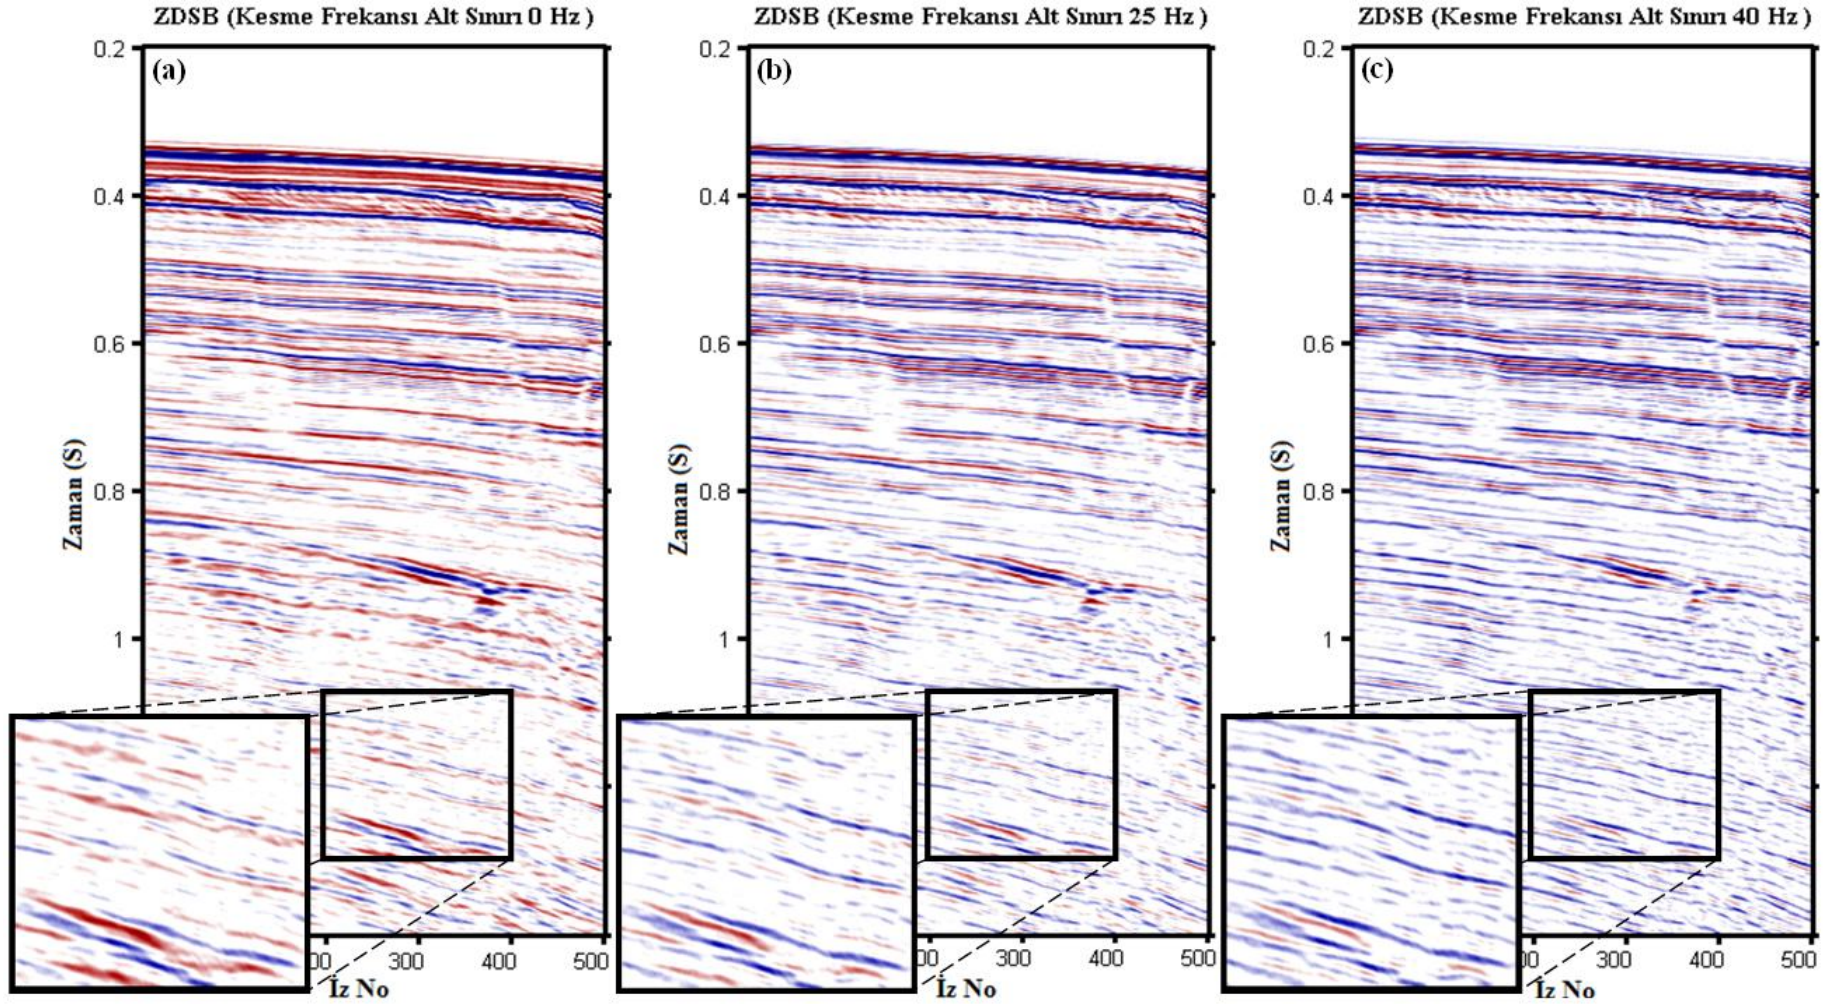 ZDSB (Kesme Frekansı Alt Sınırı 0 Hz )
ZDSB (Kesme Frekansı Alt Sınırı 25 Hz )
ZDSB (Kesme Frekansı Alt Sınırı 40 Hz )
(a)
(b)
(c)
0.2
0.4
0.6
0.8
1
0.2
0.4
0.6
0.8
1
0.2
0.4
0.6
0.8
1
Zaman (S)
Zaman (S)
Zaman (S)
00 300 400 500
00 300 400 500
00 300 400 500
İz No
İz No
İz No